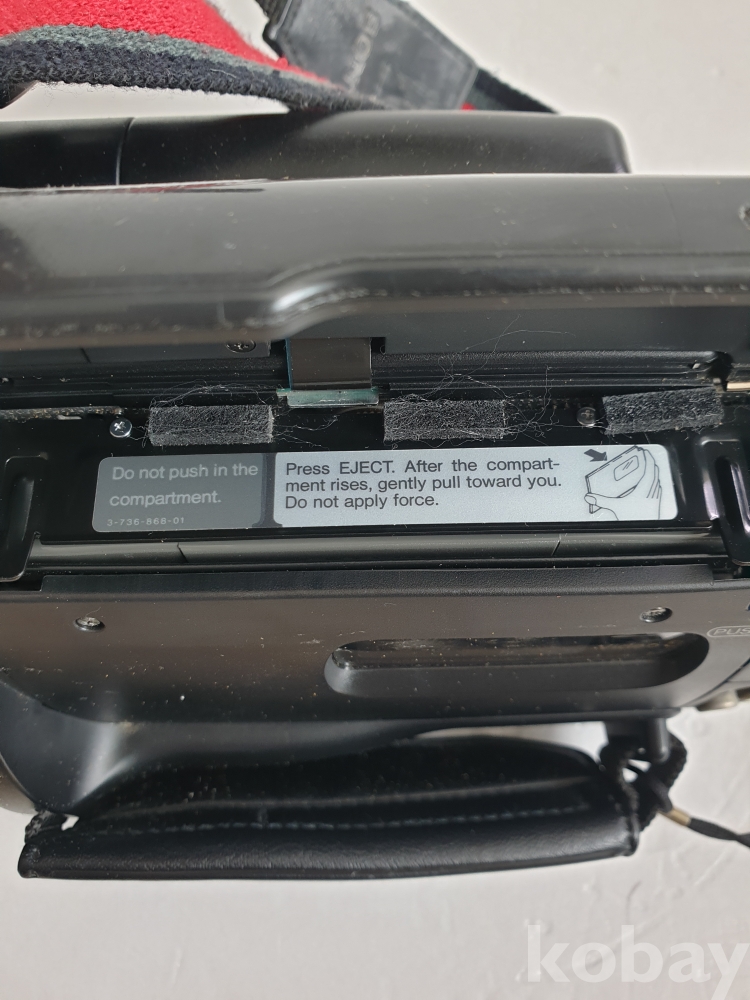 Do not push in the
compartment.
3-736-868-01
Press EJECT. After the compart-
ment rises, gently pull toward you.
Do not apply force.
kobay